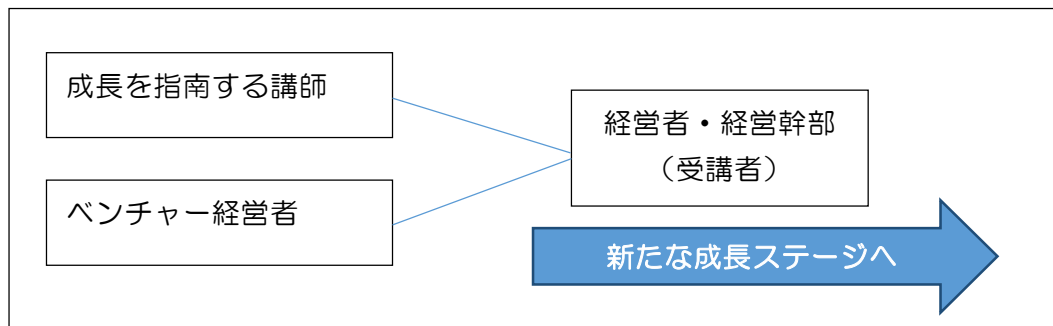 成長を指南する講師
ベンチャー経営者
経営者・経営幹部
（受講者）
新たな成長ステージへ